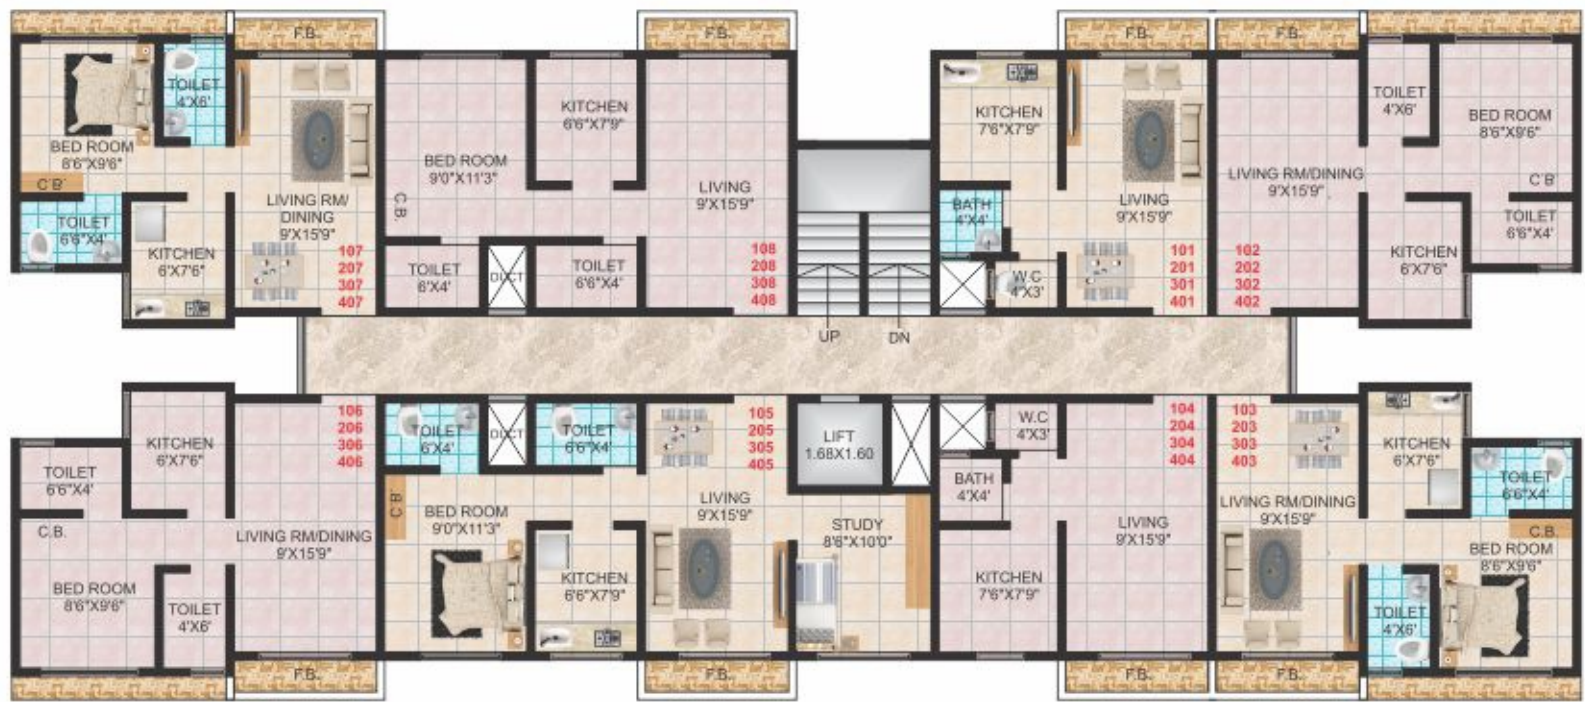 F.B.
F.B.
F.B.
F.B.
BED ROOM
8'6"X9'6"
C'B'
TOILET
4'X6'
TOILET
6'6"X4'
KITCHEN
6'X7'6"
LIVING RM/
DINING
9'X15'9"
107
207
307
407
BED ROOM
9'0"X11'3"
C.B.
TOILET
6'X4'
DUCT
KITCHEN
6'6"X7'9"
TOILET
6'6"X4'
LIVING
9'X15'9"
108
208
308
408
UP
DN
KITCHEN
7'6"X7'9"
BATH
4'X4'
W.C
4'X3'
LIVING
9'X15'9"
101
201
301
401
LIVING RM/DINING
9'X15'9"
102
202
302
402
TOILET
4'X6'
BED ROOM
8'6"X9'6"
C'B'
TOILET
6'6"X4'
KITCHEN
6'X7'6"
106
206
306
406
KITCHEN
6'X7'6"
TOILET
6'6"X4'
C.B.
BED ROOM
8'6"X9'6"
TOILET
4'X6'
LIVING RM/DINING
9'X15'9"
TOILET
6'X4'
DUCT
TOILET
6'6"X4'
105
205
305
405
C'B'
BED ROOM
9'0"X11'3"
KITCHEN
6'6"X7'9"
LIVING
9'X15'9"
LIFT
1.68X1.60
STUDY
8'6"X10'0"
W.C
4'X3'
BATH
4'X4'
KITCHEN
7'6"X7'9"
LIVING
9'X15'9"
104
204
304
404
103
203
303
403
LIVING RM/DINING
9'X15'9"
KITCHEN
6'X7'6"
TOILET
6'6"X4'
C.B.
BED ROOM
8'6"X9'6"
TOILET
4'X6'
F.B.
F.B.
F.B.
F.B.